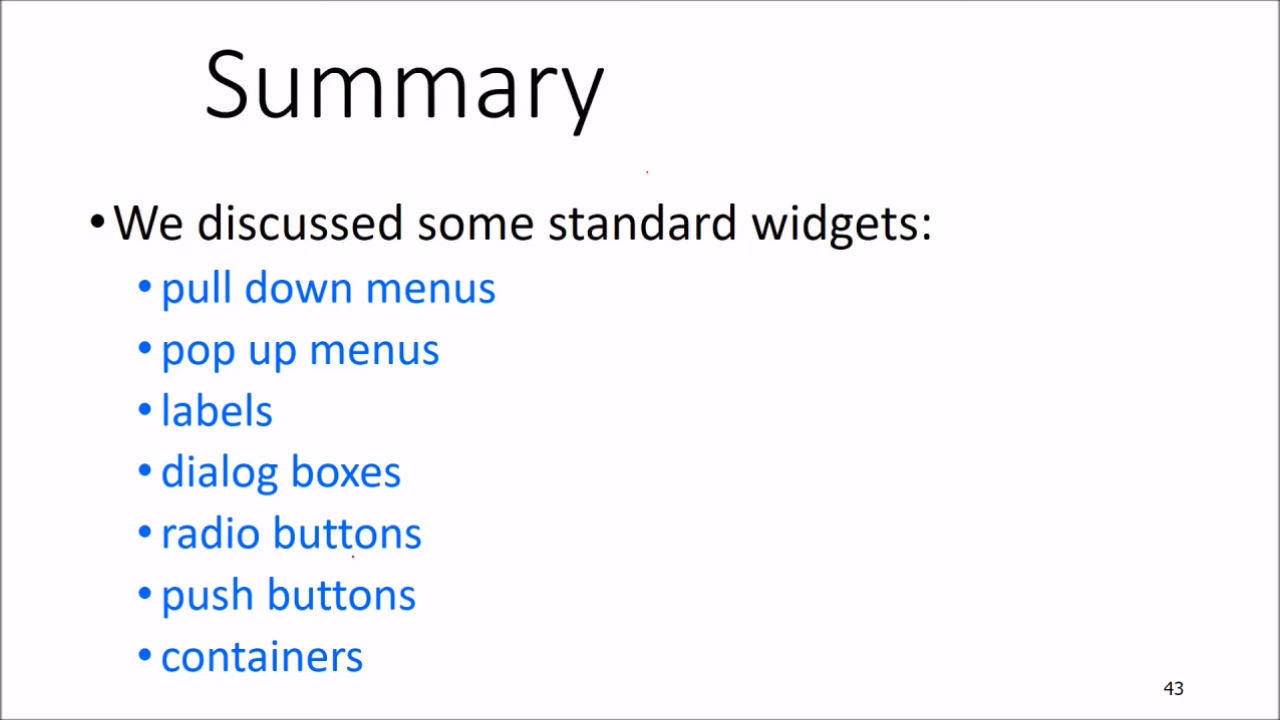 Summary
• We discussed some standard widgets:
• pull down menus
• pop up menus
• labels
• dialog boxes
• radio buttons
• push buttons
• containers
43